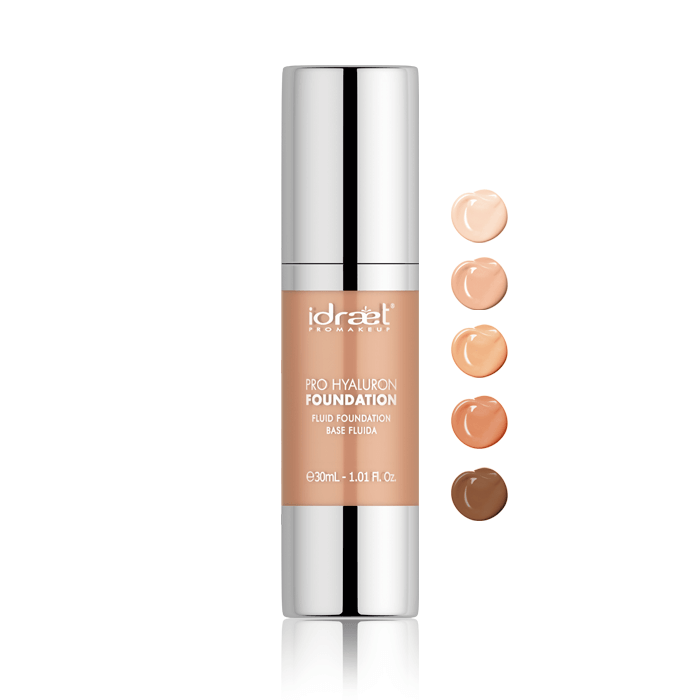 idraet®
PROMAKEUP
PRO HYALURON
FOUNDATION
FLUID FOUNDATION
BASE FLUIDA
℮30mL - 1.01 Fl. Oz.